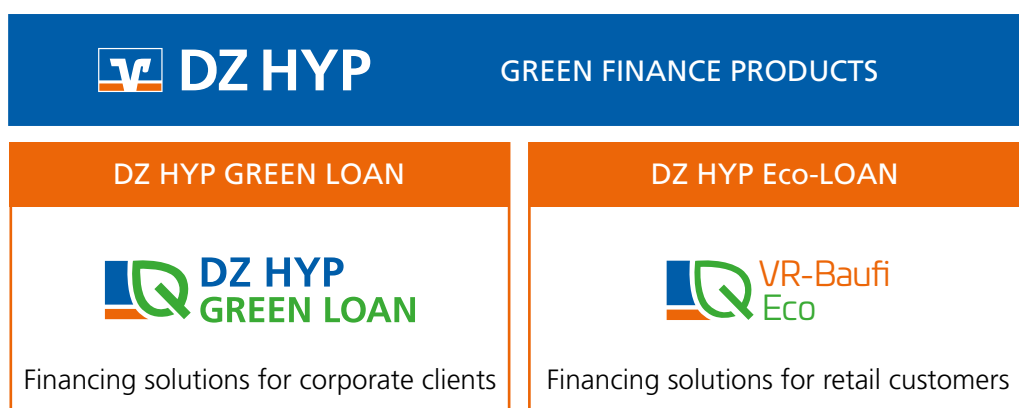 DZ HYP
GREEN FINANCE PRODUCTS
DZ HYP GREEN LOAN
DZ HYP
GREEN LOAN
Financing solutions for corporate clients
DZ HYP Eco-LOAN
VR-Baufi
Eco
Financing solutions for retail customers